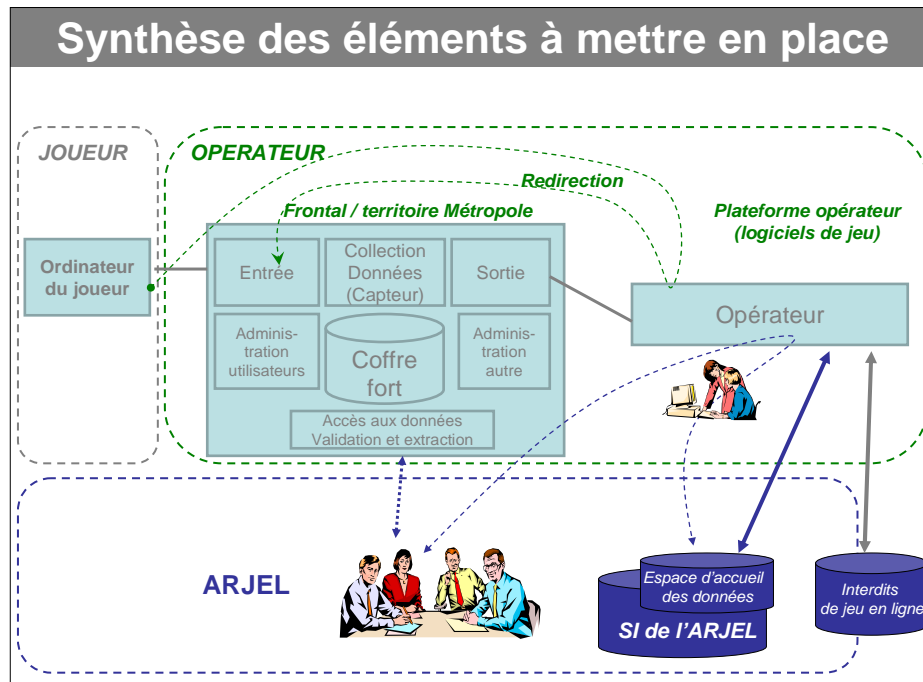 Synthèse des éléments à mettre en place
JOUEUR
OPERATEUR
Redirection
Frontal / territoire Métropole
Plateforme opérateur
(logiciels de jeu)
Ordinateur
du joueur
Entrée
Collection
Données
(Capteur)
Sortie
Opérateur
Adminis-
tration
utilisateurs
Coffre
fort
Adminis-
tration
autre
Accès aux données
Validation et extraction
ARJEL
Espace d'accueil
des données
SI de l'ARJEL
Interdits
de jeu en ligne